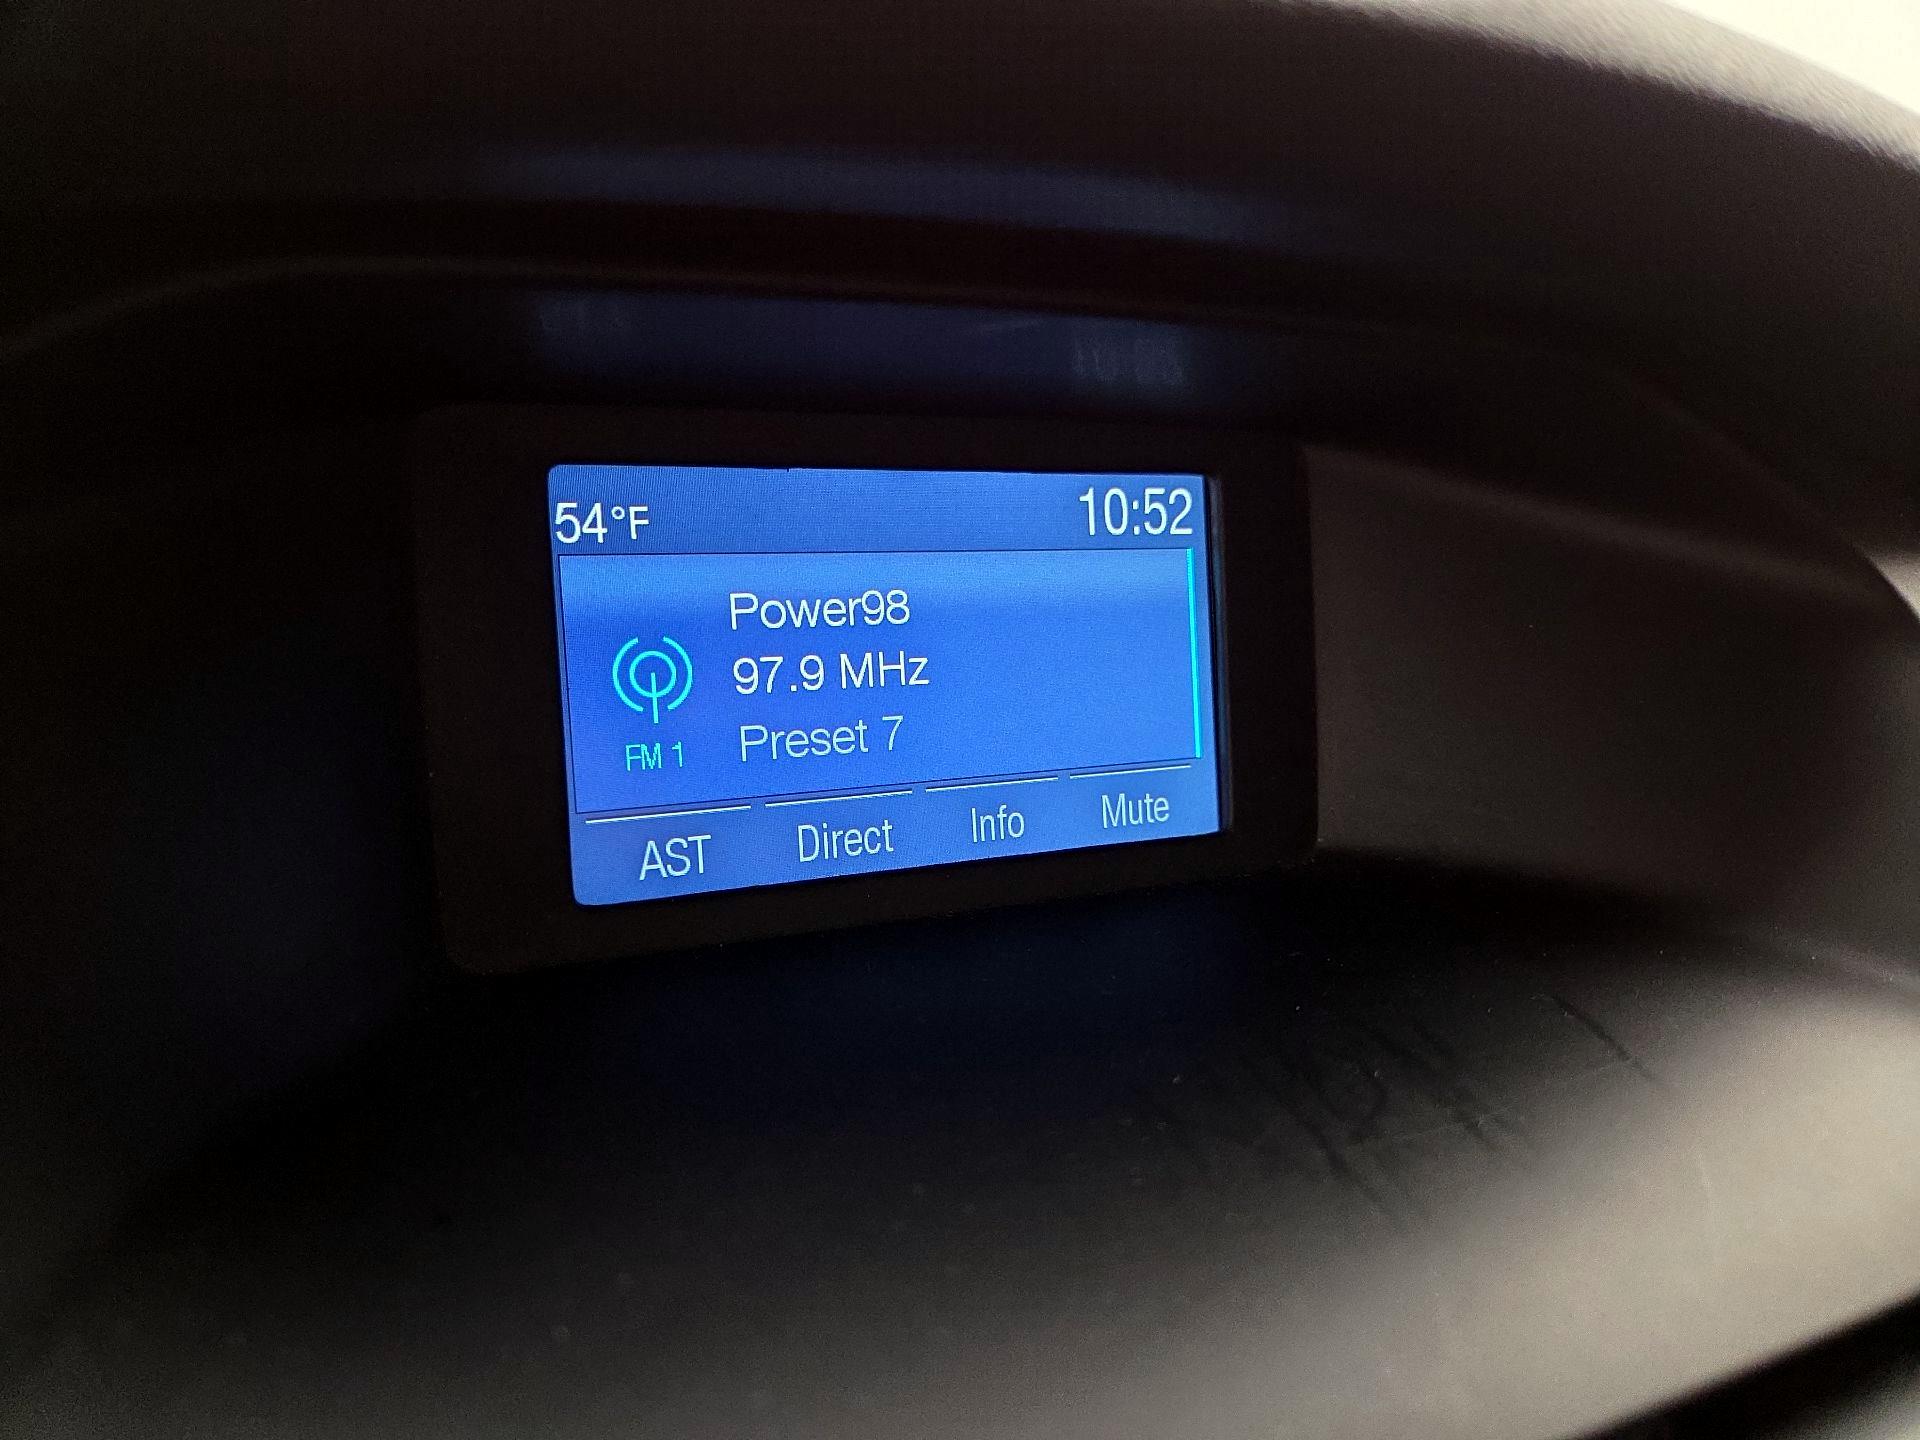 54°F 10:52
Power98
97.9 MHz
FM 1 Preset 7
AST Direct Info Mute